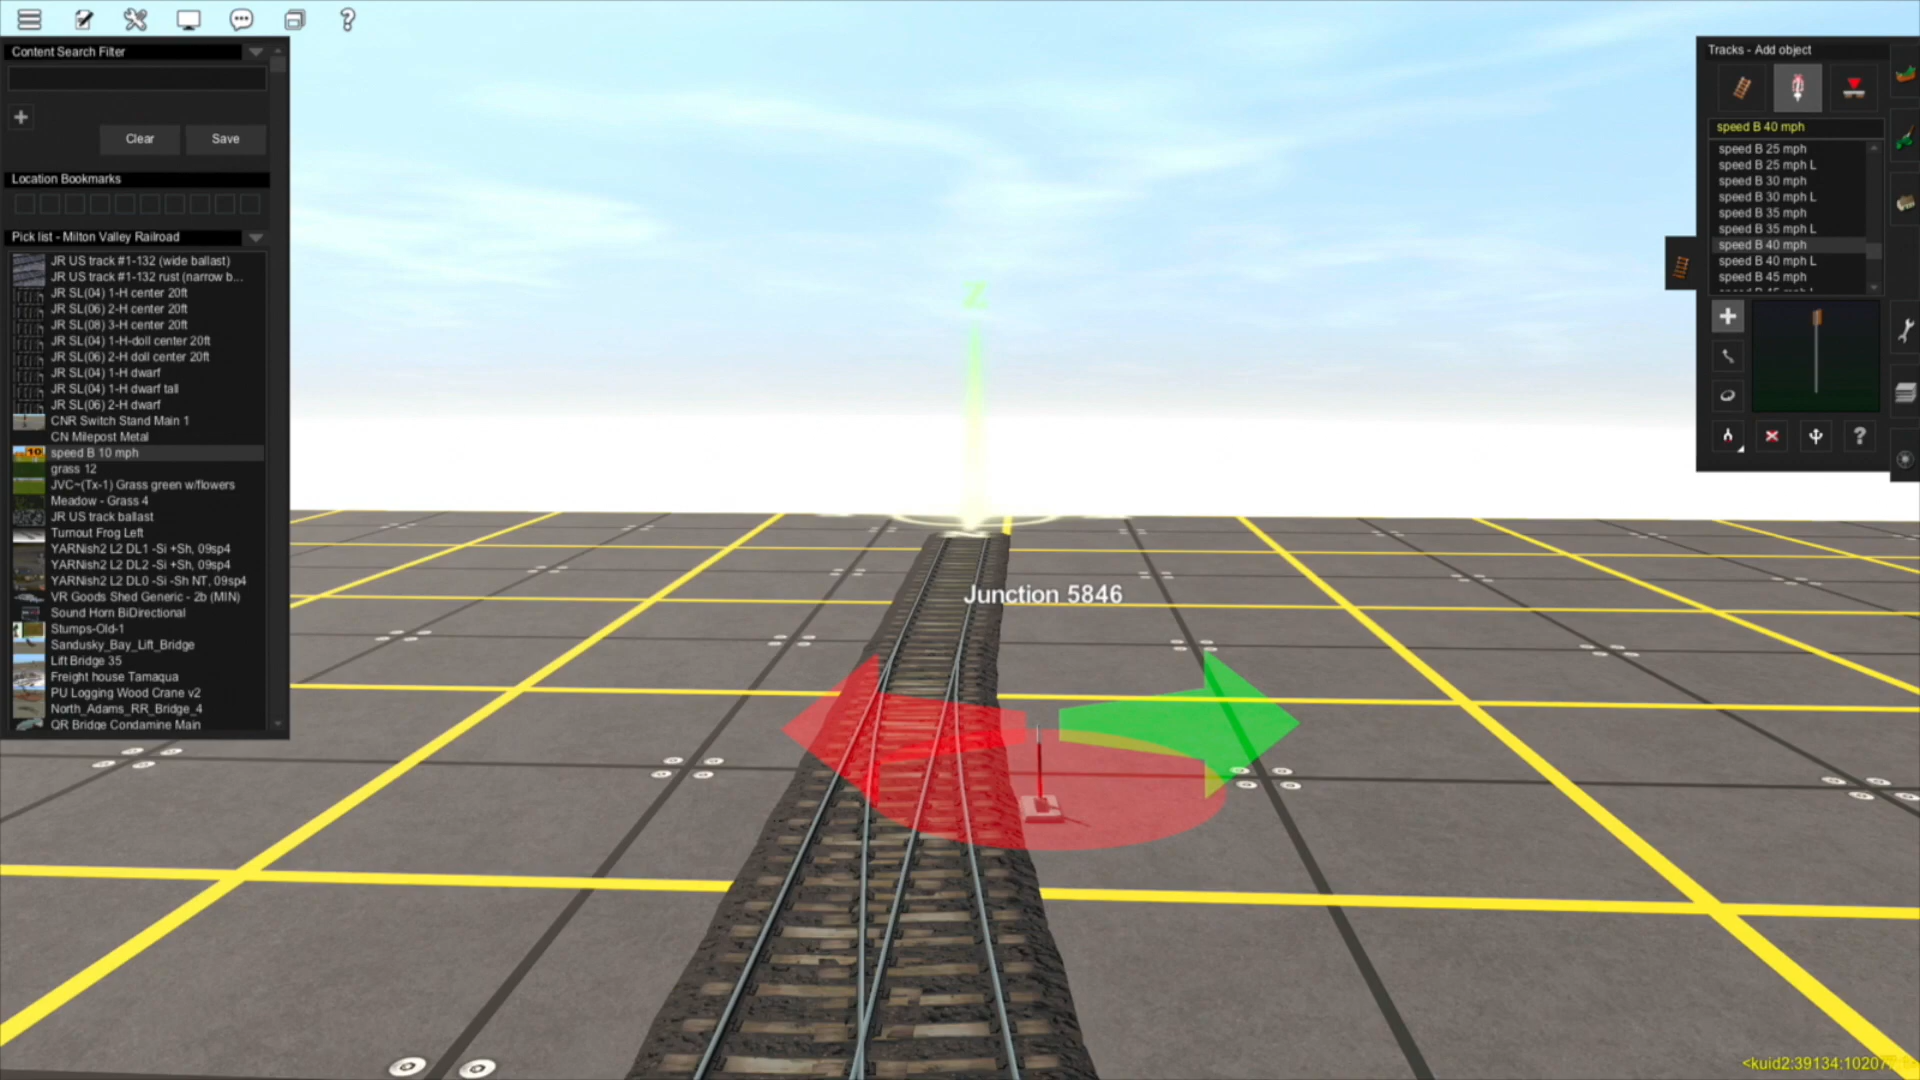 ?
Content Search Filter
Clear
Save
Location Bookmarks
Pick list - Milton Valley Railroad
JR US track #1-132 (wide ballast)
JR US track #1-132 rust (narrow b...
JR SL(04) 1-H center 20ft
JR SL(06) 2-H center 20ft
JR SL(08) 3-H center 20ft
JR SL(04) 1-H-doll center 20ft
JR SL(06) 2-H doll center 20ft
JR SL(04) 1-H dwarf
JR SL(04) 1-H dwarf tall
JR SL(06) 2-H dwarf
CNR Switch Stand Main 1
CN Milepost Metal
10
speed B 10 mph
grass 12
JVC~(Tx-1) Grass green w/flowers
Meadow - Grass 4
JR US track ballast
Turnout Frog Left
YARNish2 L2 DL1 -Si +Sh, 09sp4
YARNish2 L2 DL2 -Si +Sh, 09sp4
YARNish2 L2 DL0 -Si -Sh NT, 09sp4
VR Goods Shed Generic - 2b (MIN)
Sound Horn BiDirectional
Stumps-Old-1
Sandusky_Bay_Lift_Bridge
Lift Bridge 35
Freight house Tamaqua
PU Logging Wood Crane v2
North_Adams_RR_Bridge_4
QR Bridge Condamine Main
Z
Junction 5846
Tracks - Add object
speed B 40 mph
speed B 25 mph
speed B 25 mph L
speed B 30 mph
speed B 30 mph L
speed B 35 mph
speed B 35 mph L
speed B 40 mph
speed B 40 mph L
speed B 45 mph
?